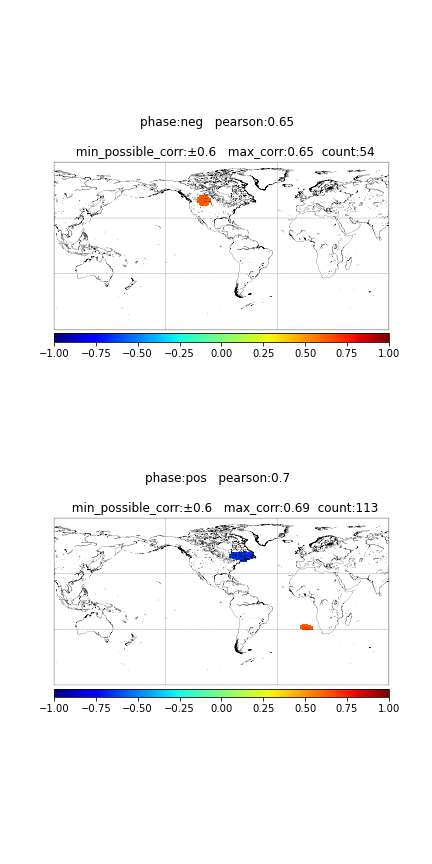 phase:neg   pearson:0.65
min_possible_corr:±0.6   max_corr:0.65  count:54
−1.00 −0.75 −0.50 −0.25 0.00 0.25 0.50 0.75 1.00
phase:pos   pearson:0.7
min_possible_corr:±0.6   max_corr:0.69  count:113
−1.00 −0.75 −0.50 −0.25 0.00 0.25 0.50 0.75 1.00